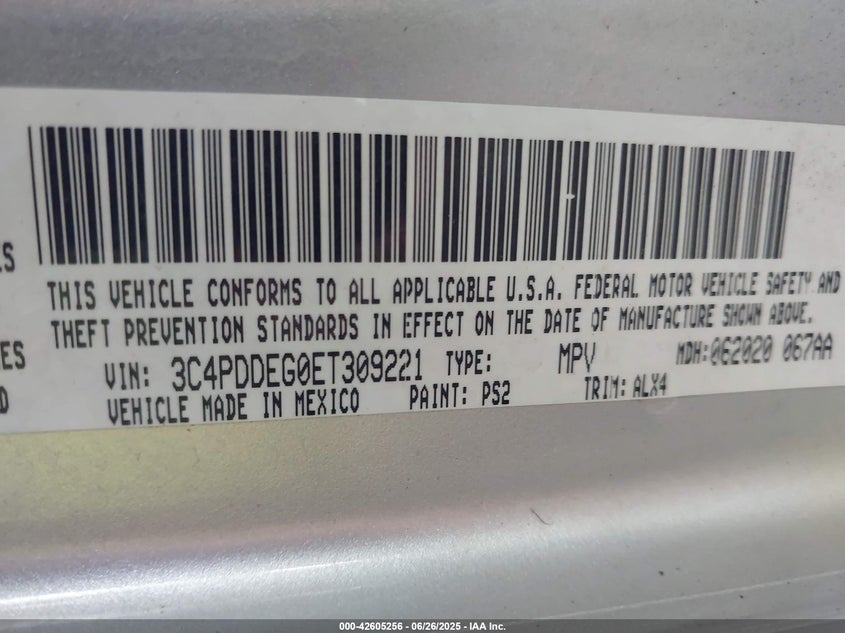 ES
THIS VEHICLE CONFORMS TO ALL APPLICABLE U.S.A. FEDERAL MOTOR VEHICLE SAFETY AND
THEFT PREVENTION STANDARDS IN EFFECT ON THE DATE OF MANUFACTURE SHOWN ABOVE.
ES
VIN: 3C4PDDEG0ET309221 TYPE: MPV MDH: 062020 067AA
D
VEHICLE MADE IN MEXICO PAINT: PS2 TRIM: ALX4
000-42605256 - 06/26/2025 - IAA Inc.